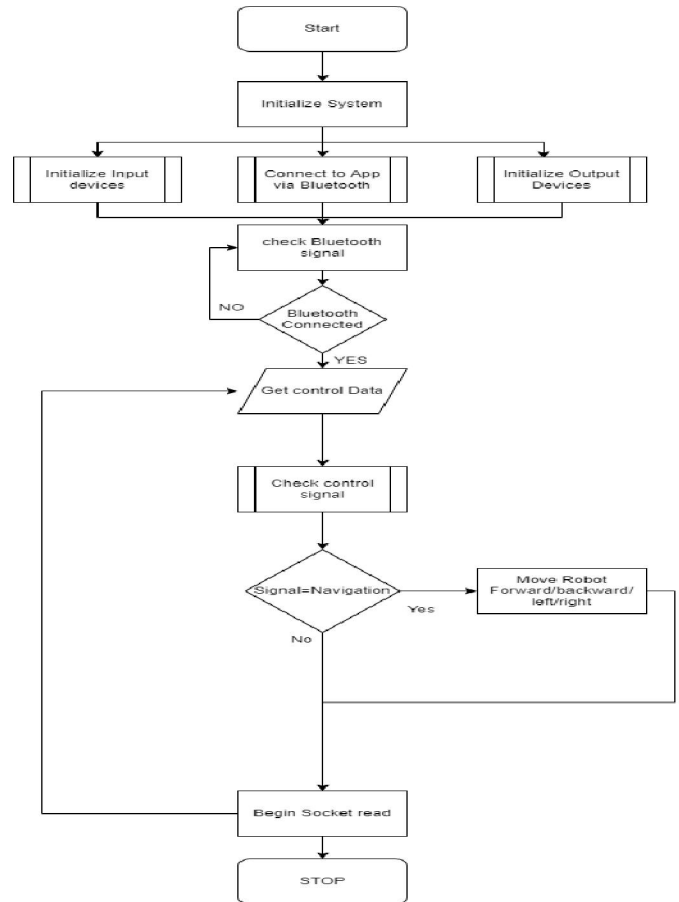 Start
Initialize System
Initialize Input
devices
Connect to App
via Bluetooth
Initialize Output
Devices
check Bluetooth
signal
NO
Bluetooth
Connected
YES
Get control Data
Check control
signal
Signal=Navigation
Yes
Move Robot
Forward/backward/
left/right
No
Begin Socket read
STOP